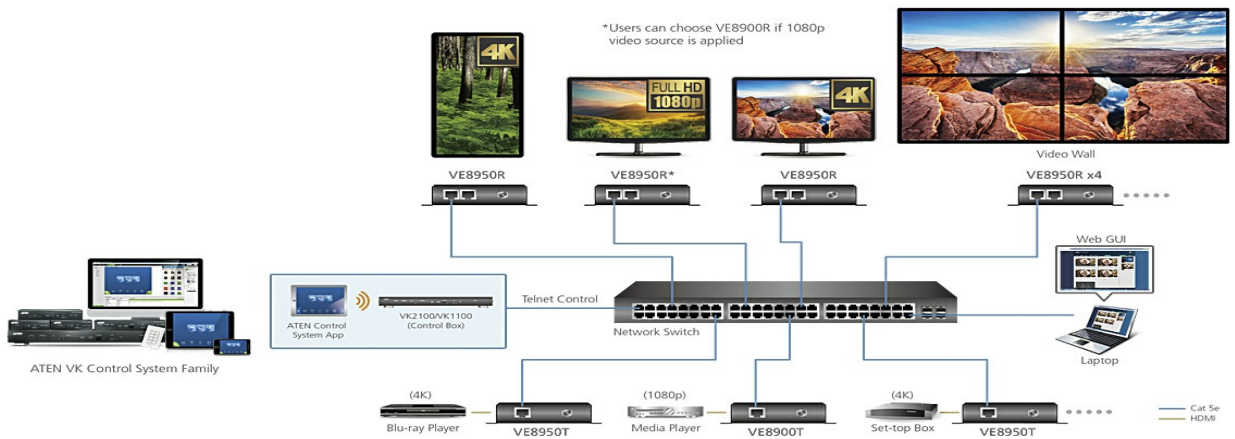 *Users can choose VE8900R if 1080p
video source is applied
4K
FULL HD
1080p
4K
Video Wall
VE8950R
VE8950R*
VE8950R
VE8950R x4
Web GUI
Telnet Control
ATEN Control
System App
VK2100/VK1100
(Control Box)
Network Switch
Laptop
ATEN VK Control System Family
(4K)
(1080p)
(4K)
Blu-ray Player
VE8950T
Media Player
VE8900T
Set-top Box
VE8950T
Cat 5e
HDMI